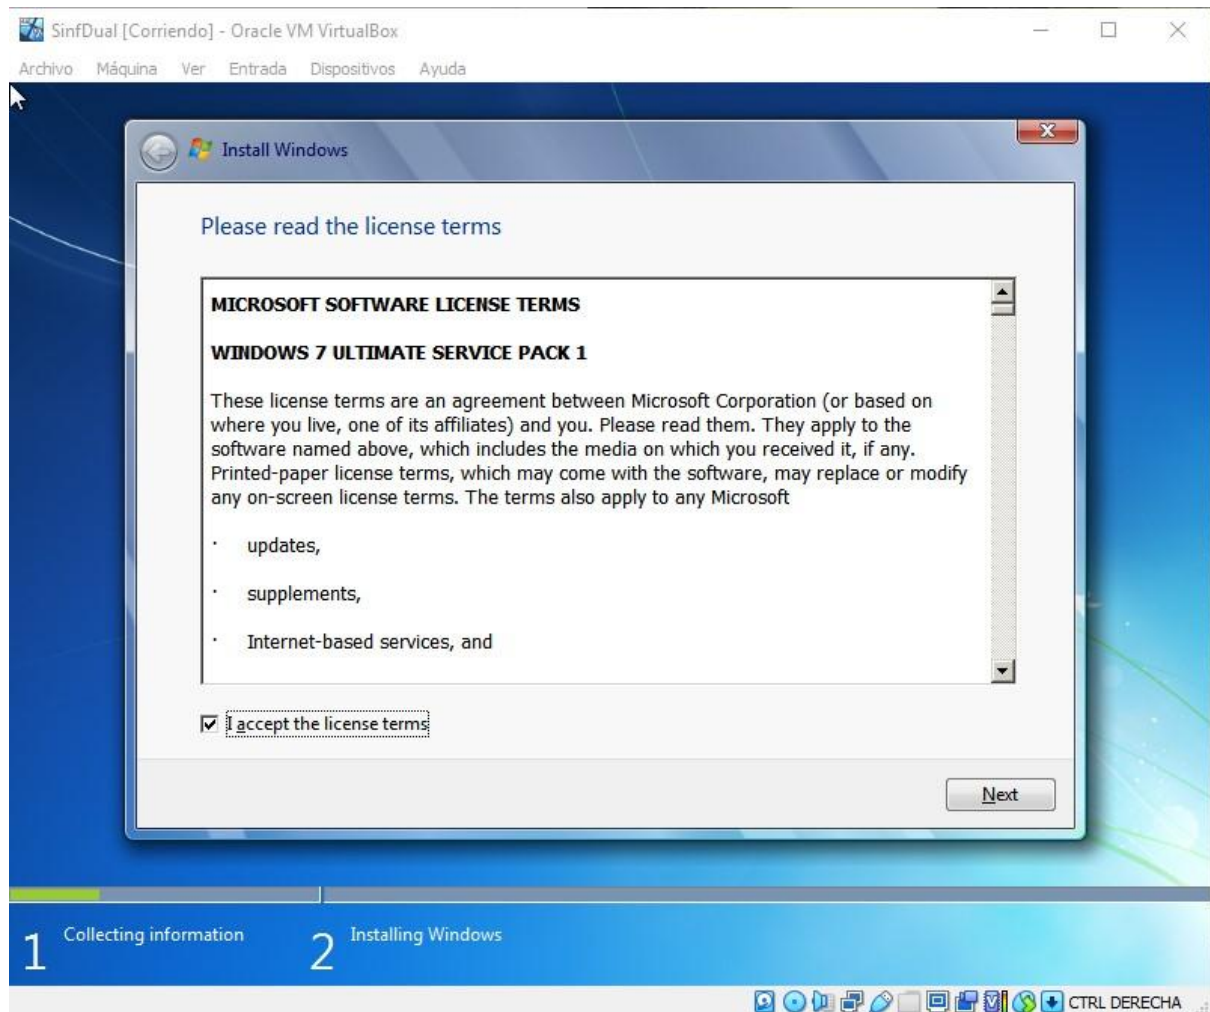 SinfDual [Corriendo] - Oracle VM VirtualBox
Archivo Máquina Ver Entrada Dispositivos Ayuda
Install Windows
Please read the license terms
MICROSOFT SOFTWARE LICENSE TERMS
WINDOWS 7 ULTIMATE SERVICE PACK 1
These license terms are an agreement between Microsoft Corporation (or based on
where you live, one of its affiliates) and you. Please read them. They apply to the
software named above, which includes the media on which you received it, if any.
Printed-paper license terms, which may come with the software, may replace or modify
any on-screen license terms. The terms also apply to any Microsoft
· updates,
· supplements,
· Internet-based services, and
I accept the license terms
Next
1 Collecting information 2 Installing Windows
CTRL DERECHA